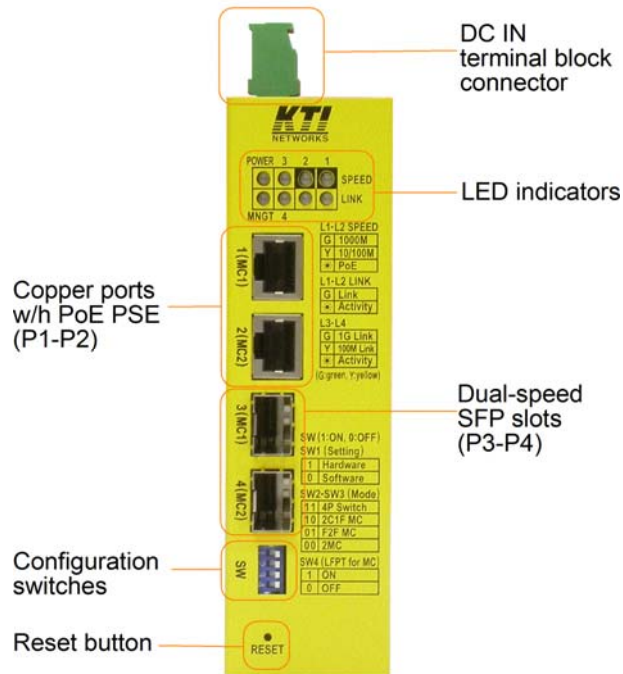 DC IN
terminal block
connector
KTI
NETWORKS
POWER 3 2 1
SPEED
LINK
MNGT 4
LED indicators
L1-L2 SPEED
G 1000M
Y 10/100M
✶ PoE
L1-L2 LINK
G Link
✶ Activity
L3-L4
G 1G Link
Y 100M Link
✶ Activity
(G:green, Y:yellow)
1(MC1)
2(MC2)
Copper ports
w/h PoE PSE
(P1-P2)
3(MC1)
4(MC2)
Dual-speed
SFP slots
(P3-P4)
SW (1:ON, 0:OFF)
SW1 (Setting)
1 Hardware
0 Software
SW2-SW3 (Mode)
11 4P Switch
10 2C1F MC
01 F2F MC
00 2MC
SW4 (LFPT for MC)
1 ON
0 OFF
Configuration
switches
SW
Reset button
RESET